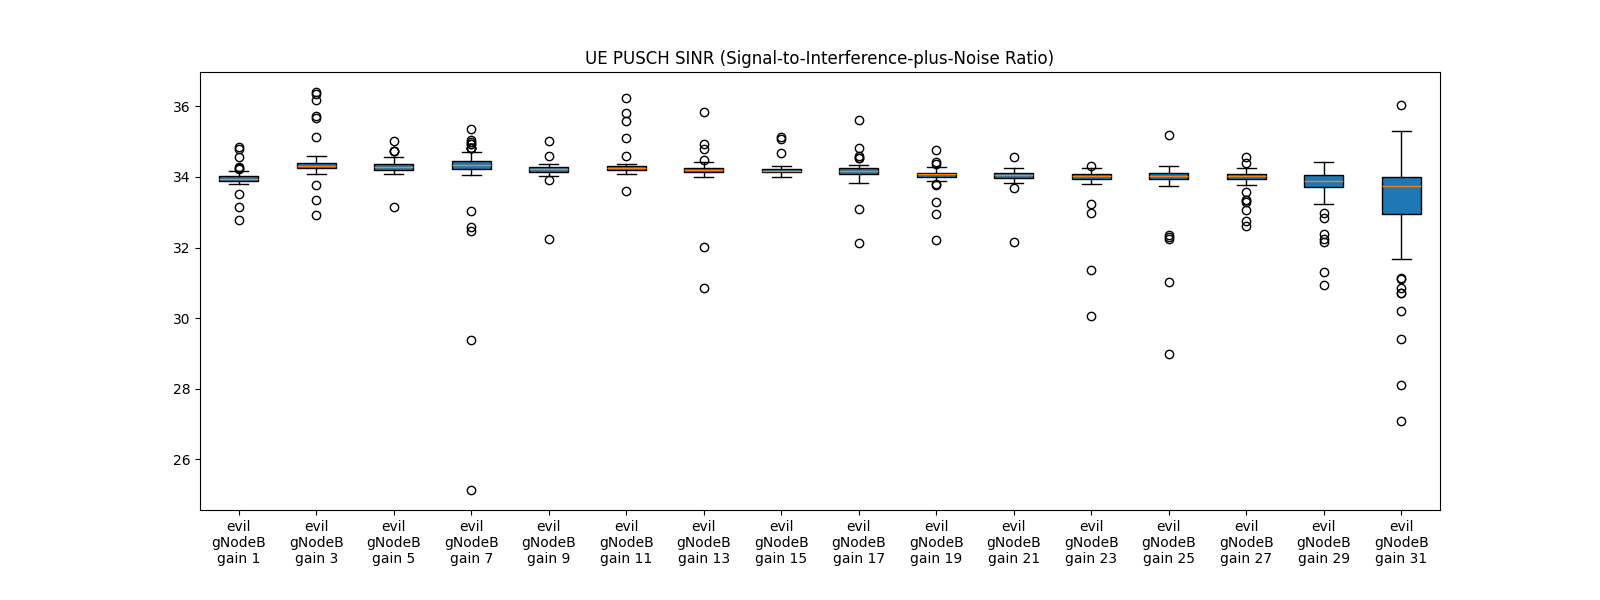 UE PUSCH SINR (Signal-to-Interference-plus-Noise Ratio)
36
34
32
30
28
26
evil gNodeB gain 1
evil gNodeB gain 3
evil gNodeB gain 5
evil gNodeB gain 7
evil gNodeB gain 9
evil gNodeB gain 11
evil gNodeB gain 13
evil gNodeB gain 15
evil gNodeB gain 17
evil gNodeB gain 19
evil gNodeB gain 21
evil gNodeB gain 23
evil gNodeB gain 25
evil gNodeB gain 27
evil gNodeB gain 29
evil gNodeB gain 31